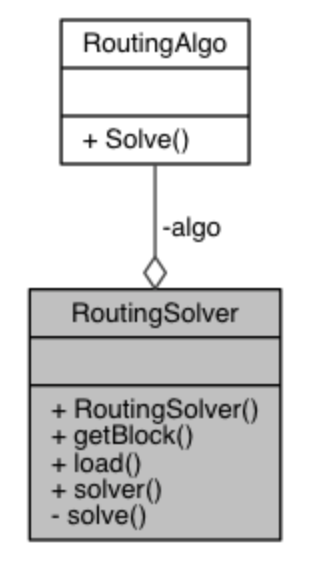 RoutingAlgo
+ Solve()
-algo
RoutingSolver
+ RoutingSolver()
+ getBlock()
+ load()
+ solver()
- solve()